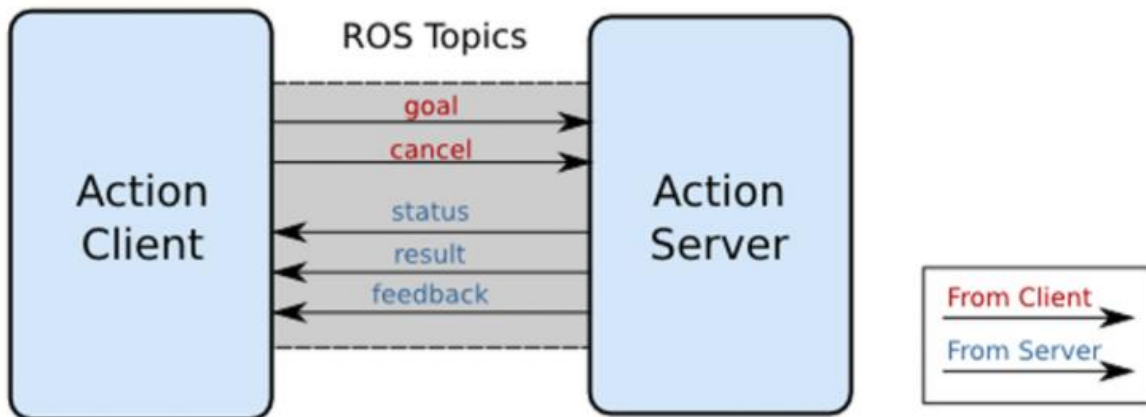 ROS Topics
Action
Client
goal
cancel
status
result
feedback
Action
Server
From Client
From Server